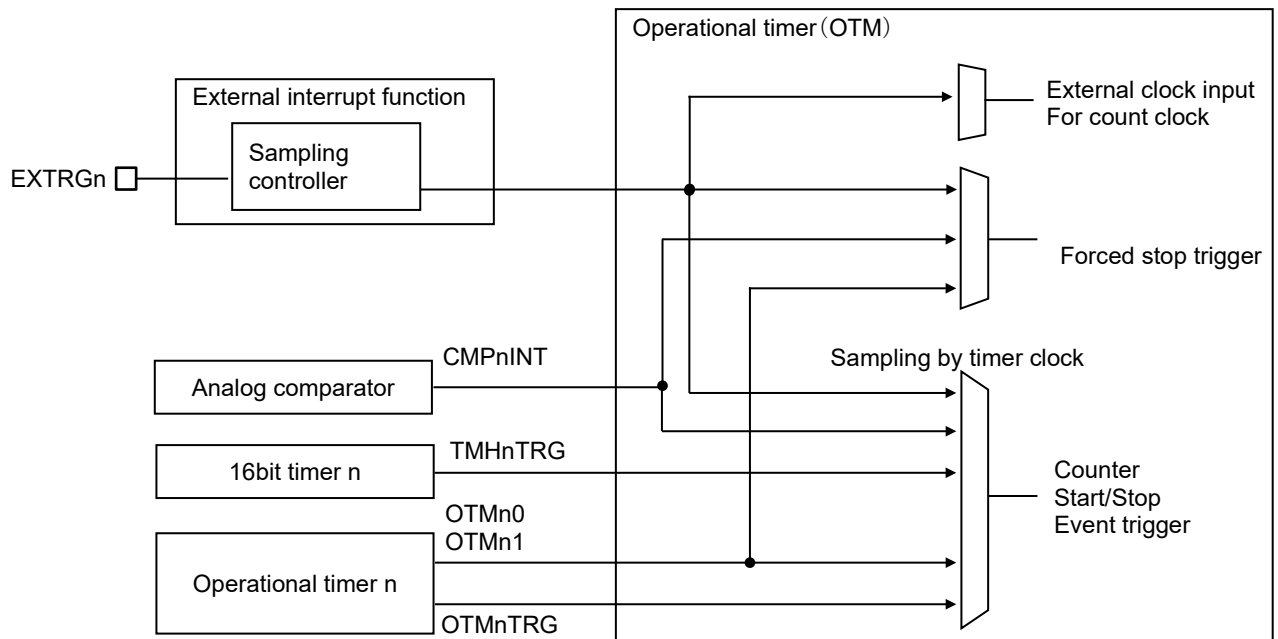 Operational timer（OTM）
External interrupt function
Sampling
controller
EXTRGn
External clock input
For count clock
Forced stop trigger
CMPnINT
Analog comparator
Sampling by timer clock
TMHnTRG
16bit timer n
OTMn0
OTMn1
Operational timer n
OTMnTRG
Counter
Start/Stop
Event trigger